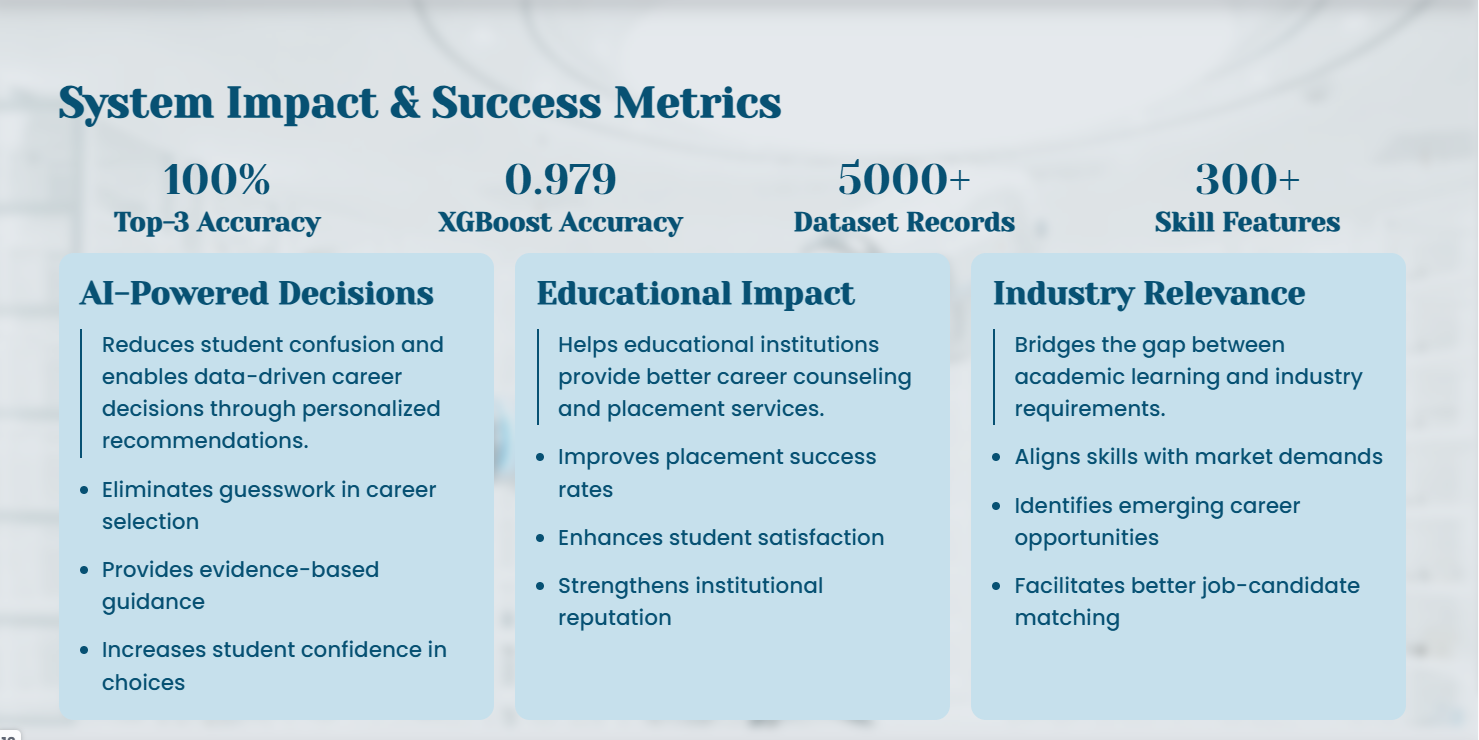 System Impact & Success Metrics
100%
Top-3 Accuracy
0.979
XGBoost Accuracy
5000+
Dataset Records
300+
Skill Features
AI-Powered Decisions
Reduces student confusion and
enables data-driven career
decisions through personalized
recommendations.
• Eliminates guesswork in career
selection
• Provides evidence-based
guidance
• Increases student confidence in
choices
Educational Impact
Helps educational institutions
provide better career counseling
and placement services.
• Improves placement success
rates
• Enhances student satisfaction
• Strengthens institutional
reputation
Industry Relevance
Bridges the gap between
academic learning and industry
requirements.
• Aligns skills with market demands
• Identifies emerging career
opportunities
• Facilitates better job-candidate
matching